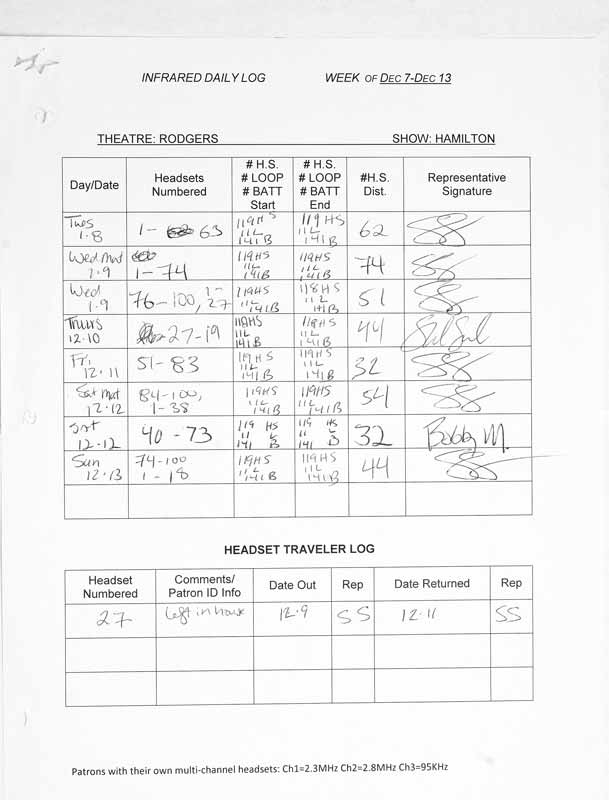 INFRARED DAILY LOG WEEK OF DEC 7-DEC 13
THEATRE: RODGERS SHOW: HAMILTON
Day/Date Headsets Numbered # H.S. # LOOP # BATT Start # H.S. # LOOP # BATT End #H.S. Dist. Representative Signature
Tues 1-8 1- 63 119HS 11L 141B 119 HS 11L 141B 62
Wed Mat 1-9 1-74 119HS 11L 141B 119HS 11L 141B 74
Wed 1-9 76-100, 1-27 119HS 11L 141B 118HS 11L 141B 51
Thurs 12-10 27-19 119HS 11L 141B 118HS 11L 141B 44
Fri 12-11 51-83 119HS 11L 141B 119HS 11L 141B 32
Sat Mat 12-12 84-100, 1-38 119HS 11L 141B 119HS 11L 141B 54
Sat 12-12 40-73 119 HS 11 L 141 B 119 HS 11 L 141 B 32 Bobby M.
Sun 12-13 74-100 1-18 119HS 11L 141B 119HS 11L 141B 44
HEADSET TRAVELER LOG
Headset Numbered Comments/ Patron ID Info Date Out Rep Date Returned Rep
27 Left in house 12-9 SS 12-11 SS
Patrons with their own multi-channel headsets: Ch1=2.3MHz Ch2=2.8MHz Ch3=95KHz